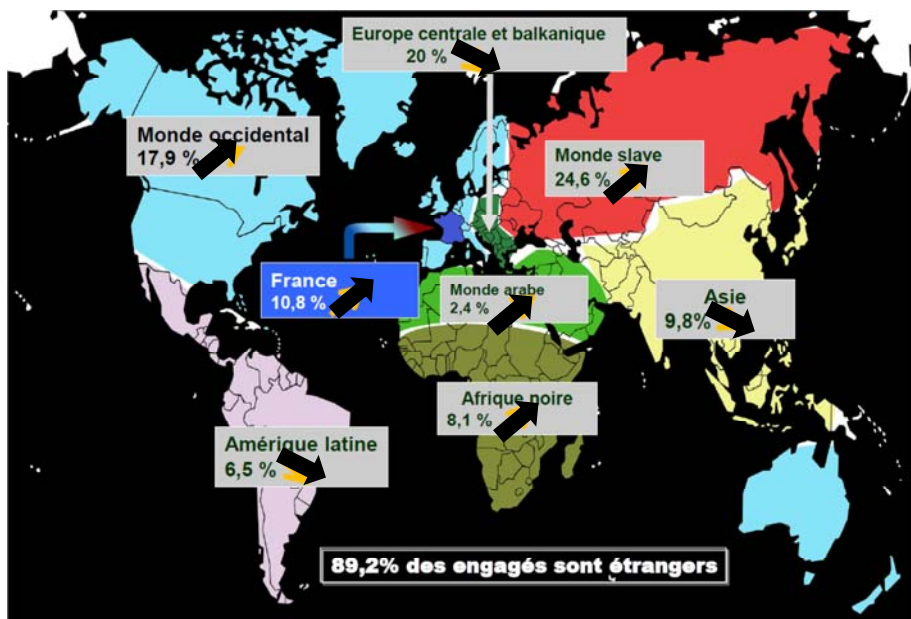 Europe centrale et balkanique
20 %
Monde occidental
17,9 %
Monde slave
24,6 %
France
10,8 %
Monde arabe
2,4 %
Asie
9,8%
Afrique noire
8,1 %
Amérique latine
6,5 %
89,2% des engagés sont étrangers